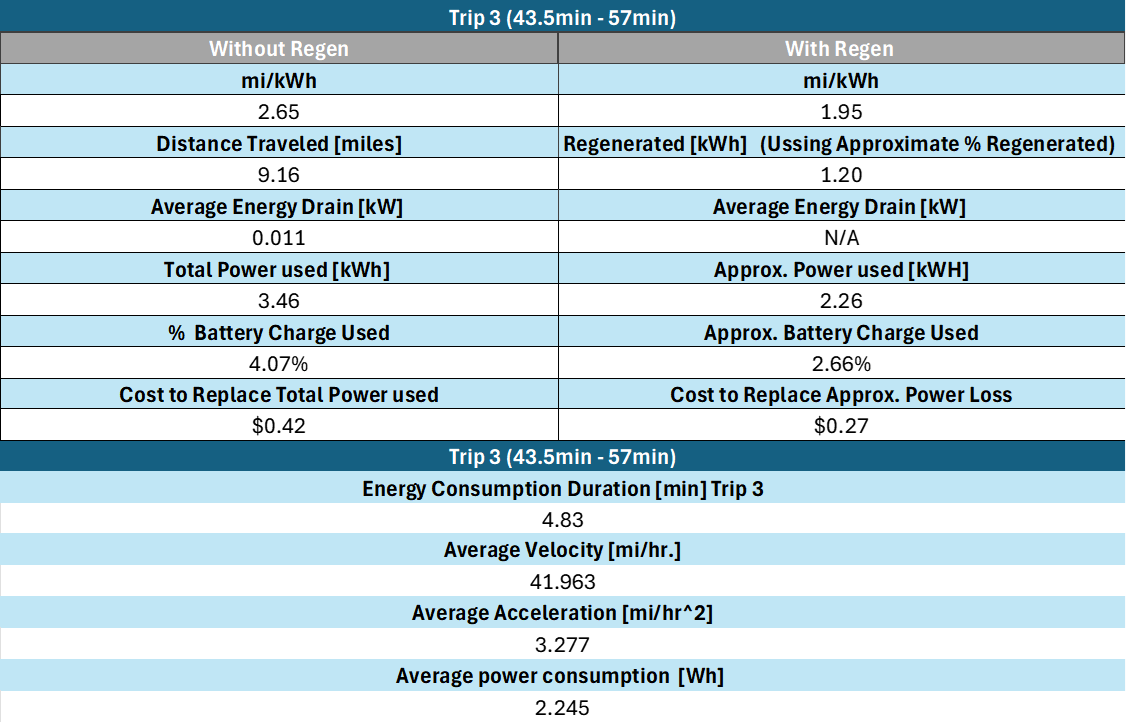 Trip 3 (43.5min - 57min)
Without Regen With Regen
mi/kWh mi/kWh
2.65 1.95
Distance Traveled [miles] Regenerated [kWh] (Ussing Approximate % Regenerated)
9.16 1.20
Average Energy Drain [kW] Average Energy Drain [kW]
0.011 N/A
Total Power used [kWh] Approx. Power used [kWH]
3.46 2.26
% Battery Charge Used Approx. Battery Charge Used
4.07% 2.66%
Cost to Replace Total Power used Cost to Replace Approx. Power Loss
$0.42 $0.27
Trip 3 (43.5min - 57min)
Energy Consumption Duration [min] Trip 3
4.83
Average Velocity [mi/hr.]
41.963
Average Acceleration [mi/hr^2]
3.277
Average power consumption [Wh]
2.245